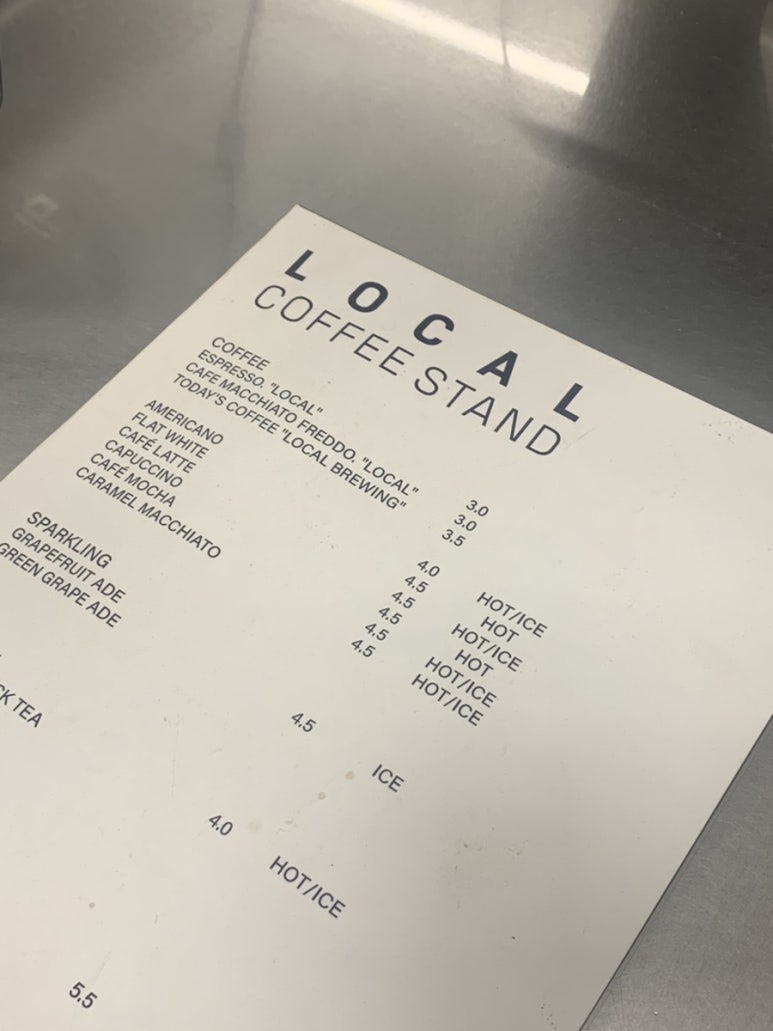 LOCAL
COFFEE STAND
COFFEE
ESPRESSO. "LOCAL" 3.0
CAFE MACCHIATO FREDDO. "LOCAL" 3.0
TODAY'S COFFEE "LOCAL BREWING" 3.5
AMERICANO 4.0 HOT/ICE
FLAT WHITE 4.5 HOT
CAFÉ LATTE 4.5 HOT/ICE
CAPUCCINO 4.5 HOT
CAFÉ MOCHA 4.5 HOT/ICE
CARAMEL MACCHIATO 4.5 HOT/ICE
SPARKLING
GRAPEFRUIT ADE 4.5 ICE
GREEN GRAPE ADE
TEA 4.0 HOT/ICE
5.5